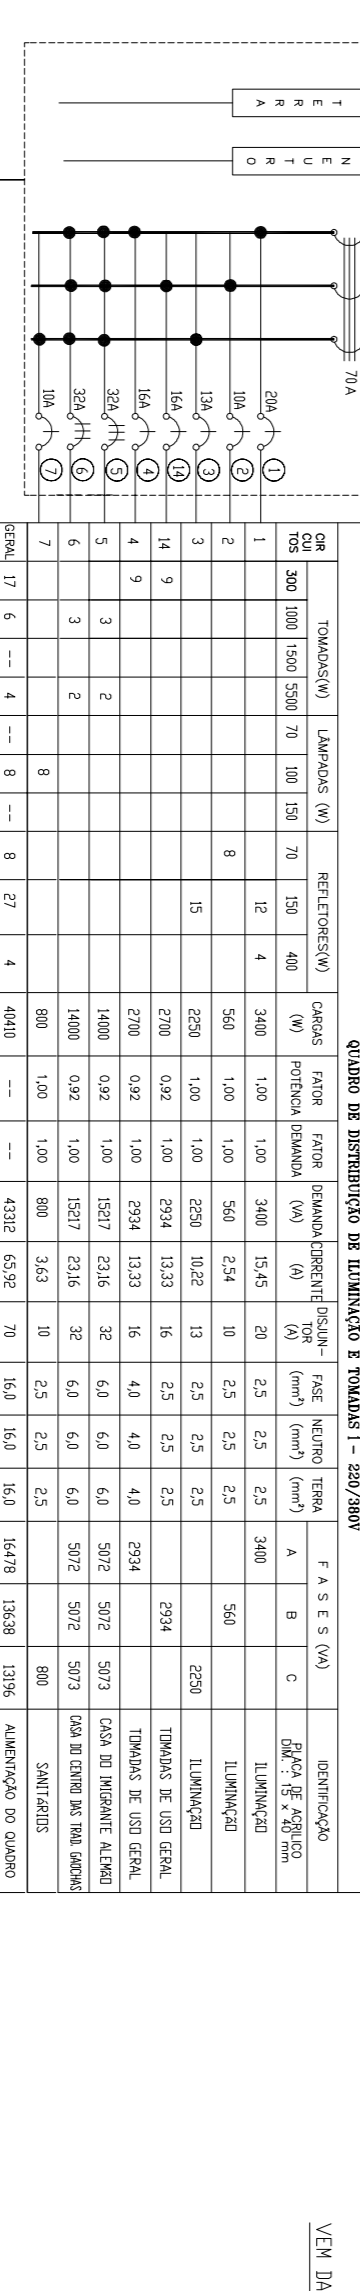 QUADRO DE DISTRIBUIÇÃO DE ILUMINAÇÃO E TOMADAS 1 - 220/380V
TERRA
NEUTRO
70 A
20A 1
10A 2
13A 3
16A 14
16A 4
32A 5
32A 6
10A 7
CIR CUI TOS TOMADAS(W) LÂMPADAS (W) REFLETORES(W) CARGAS (W) FATOR POTÊNCIA FATOR DEMANDA DEMANDA (VA) CORRENTE (A) DISJUN-TOR (A) FASE (mm²) NEUTRO (mm²) TERRA (mm²) F A S E S (VA) IDENTIFICAÇÃO
300 1000 1500 5500 70 100 150 70 150 400 A B C PLACA DE AGRILICO DIM. : 15 x 40 mm
1 12 4 3400 1,00 1,00 3400 15,45 20 2,5 2,5 2,5 3400 ILUMINAÇÃO
2 8 560 1,00 1,00 560 2,54 10 2,5 2,5 2,5 560 ILUMINAÇÃO
3 15 2250 1,00 1,00 2250 10,22 13 2,5 2,5 2,5 2250 ILUMINAÇÃO
14 9 2700 0,92 1,00 2934 13,33 16 2,5 2,5 2,5 2934 TOMADAS DE USO GERAL
4 9 2700 0,92 1,00 2934 13,33 16 4,0 4,0 4,0 2934 TOMADAS DE USO GERAL
5 3 2 14000 0,92 1,00 15217 23,16 32 6,0 6,0 6,0 5072 5072 5073 CASA DO IMIGRANTE ALEMÃO
6 3 2 14000 0,92 1,00 15217 23,16 32 6,0 6,0 6,0 5072 5072 5073 CASA DO CENTRO DAS TRAD. GAÚCHAS
7 8 800 1,00 1,00 800 3,63 10 2,5 2,5 2,5 800 SANITÁRIOS
GERAL 17 6 -- 4 -- 8 -- 8 27 4 40410 -- -- 43312 65,92 70 16,0 16,0 16,0 16478 13638 13196 ALIMENTAÇÃO DO QUADRO
VEM DA